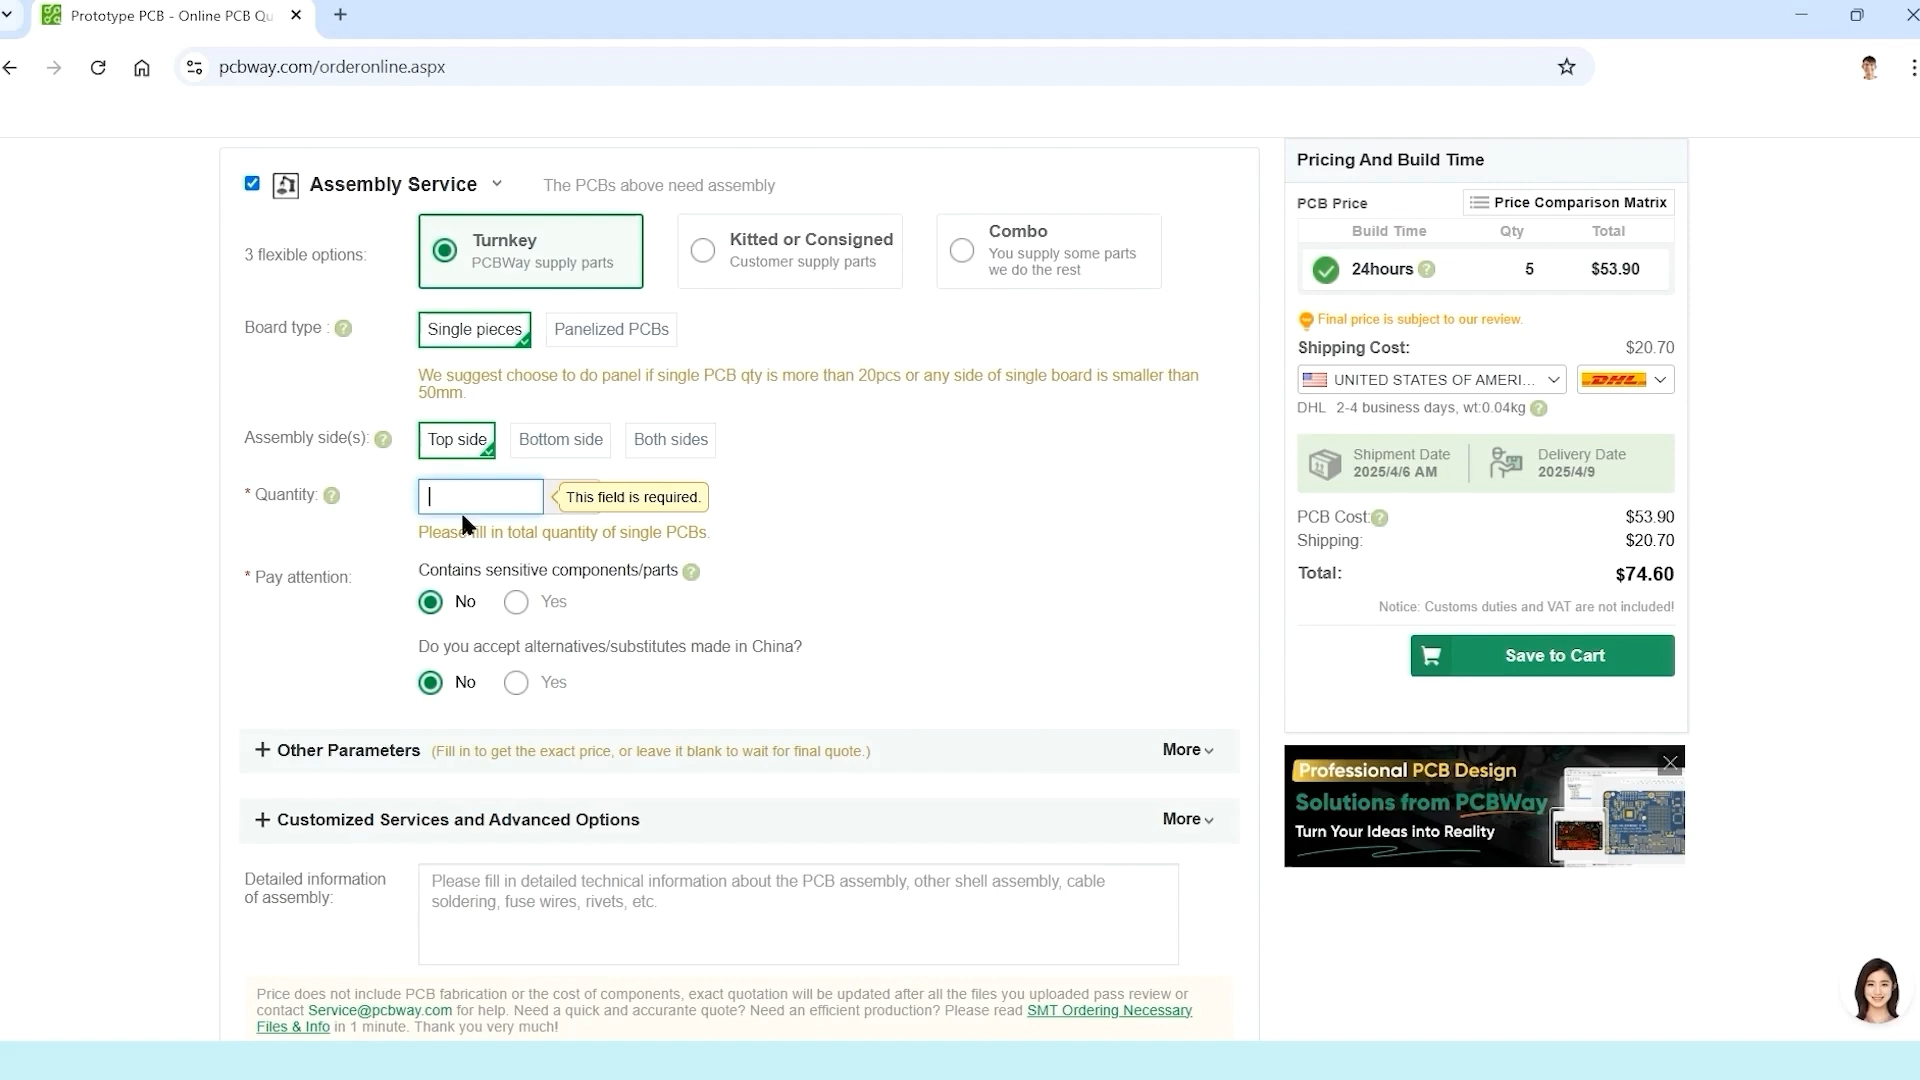 Prototype PCB - Online PCB Qu
pcbway.com/orderonline.aspx
Assembly Service
The PCBs above need assembly
3 flexible options:
Turnkey
PCBWay supply parts
Kitted or Consigned
Customer supply parts
Combo
You supply some parts
we do the rest
Board type :
Single pieces
Panelized PCBs
We suggest choose to do panel if single PCB qty is more than 20pcs or any side of single board is smaller than
50mm.
Assembly side(s):
Top side
Bottom side
Both sides
* Quantity:
This field is required.
Please fill in total quantity of single PCBs.
* Pay attention:
Contains sensitive components/parts
No
Yes
Do you accept alternatives/substitutes made in China?
No
Yes
+ Other Parameters (Fill in to get the exact price, or leave it blank to wait for final quote.)
More
+ Customized Services and Advanced Options
More
Detailed information
of assembly:
Please fill in detailed technical information about the PCB assembly, other shell assembly, cable
soldering, fuse wires, rivets, etc.
Price does not include PCB fabrication or the cost of components, exact quotation will be updated after all the files you uploaded pass review or
contact Service@pcbway.com for help. Need a quick and accurante quote? Need an efficient production? Please read SMT Ordering Necessary
Files & Info in 1 minute. Thank you very much!
Pricing And Build Time
PCB Price
Price Comparison Matrix
Build Time Qty Total
24hours 5 $53.90
Final price is subject to our review.
Shipping Cost: $20.70
UNITED STATES OF AMERI...
DHL
DHL 2-4 business days, wt:0.04kg
Shipment Date
2025/4/6 AM
Delivery Date
2025/4/9
PCB Cost: $53.90
Shipping: $20.70
Total: $74.60
Notice: Customs duties and VAT are not included!
Save to Cart
Professional PCB Design
Solutions from PCBWay
Turn Your Ideas into Reality